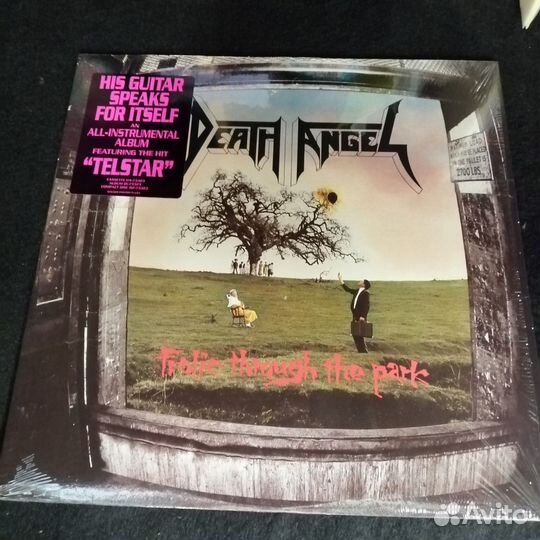 HIS GUITAR
SPEAKS
FOR ITSELF
AN
ALL-INSTRUMENTAL
ALBUM
FEATURING THE HIT
"TELSTAR"
DEATH ANGEL
Frolic through the park
2700 LBS.
Avito